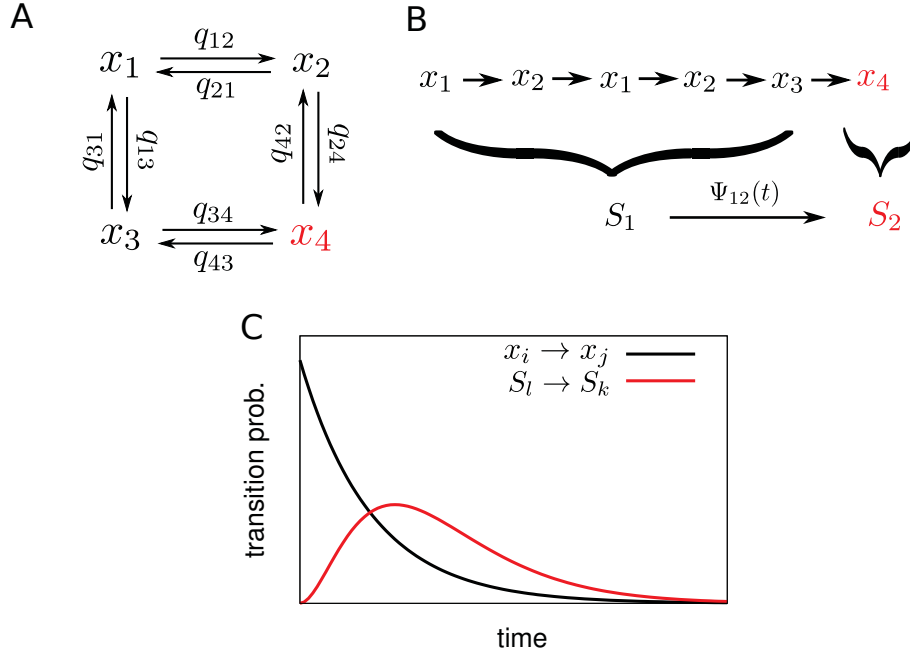 A
q₁₂
x₁ x₂
q₂₁
q₃₁ q₁₃ q₄₂ q₂₄
q₃₄
x₃ x₄
q₄₃
B
x₁ → x₂ → x₁ → x₂ → x₃ → x₄
Ψ₁₂(t)
S₁ → S₂
C
xᵢ → xⱼ
Sₗ → Sₖ
transition prob.
time